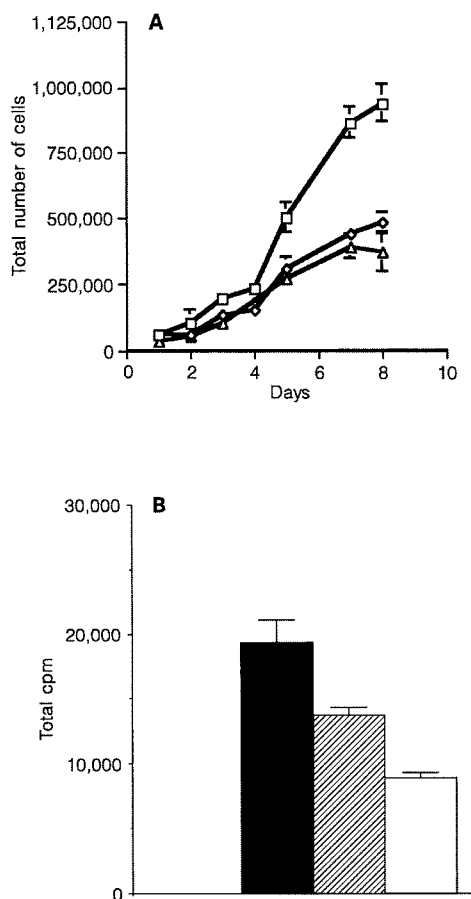 A
1,125,000
1,000,000
750,000
500,000
250,000
0
Total number of cells
0 2 4 6 8 10
Days
B
30,000
20,000
10,000
0
Total cpm